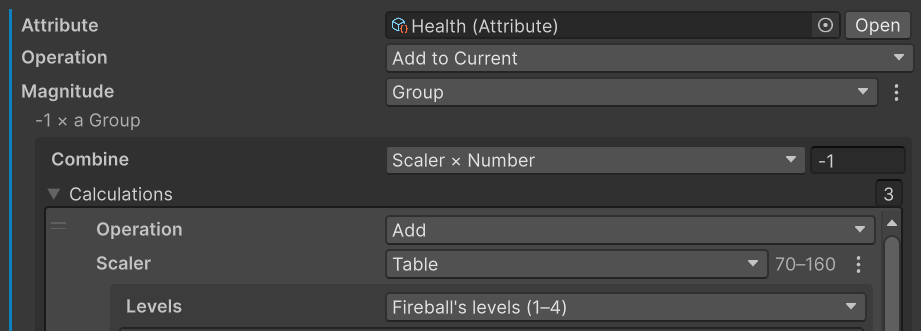 Attribute Health (Attribute) Open
Operation Add to Current
Magnitude Group
-1 × a Group
Combine Scaler × Number -1
Calculations 3
Operation Add
Scaler Table 70–160
Levels Fireball's levels (1–4)